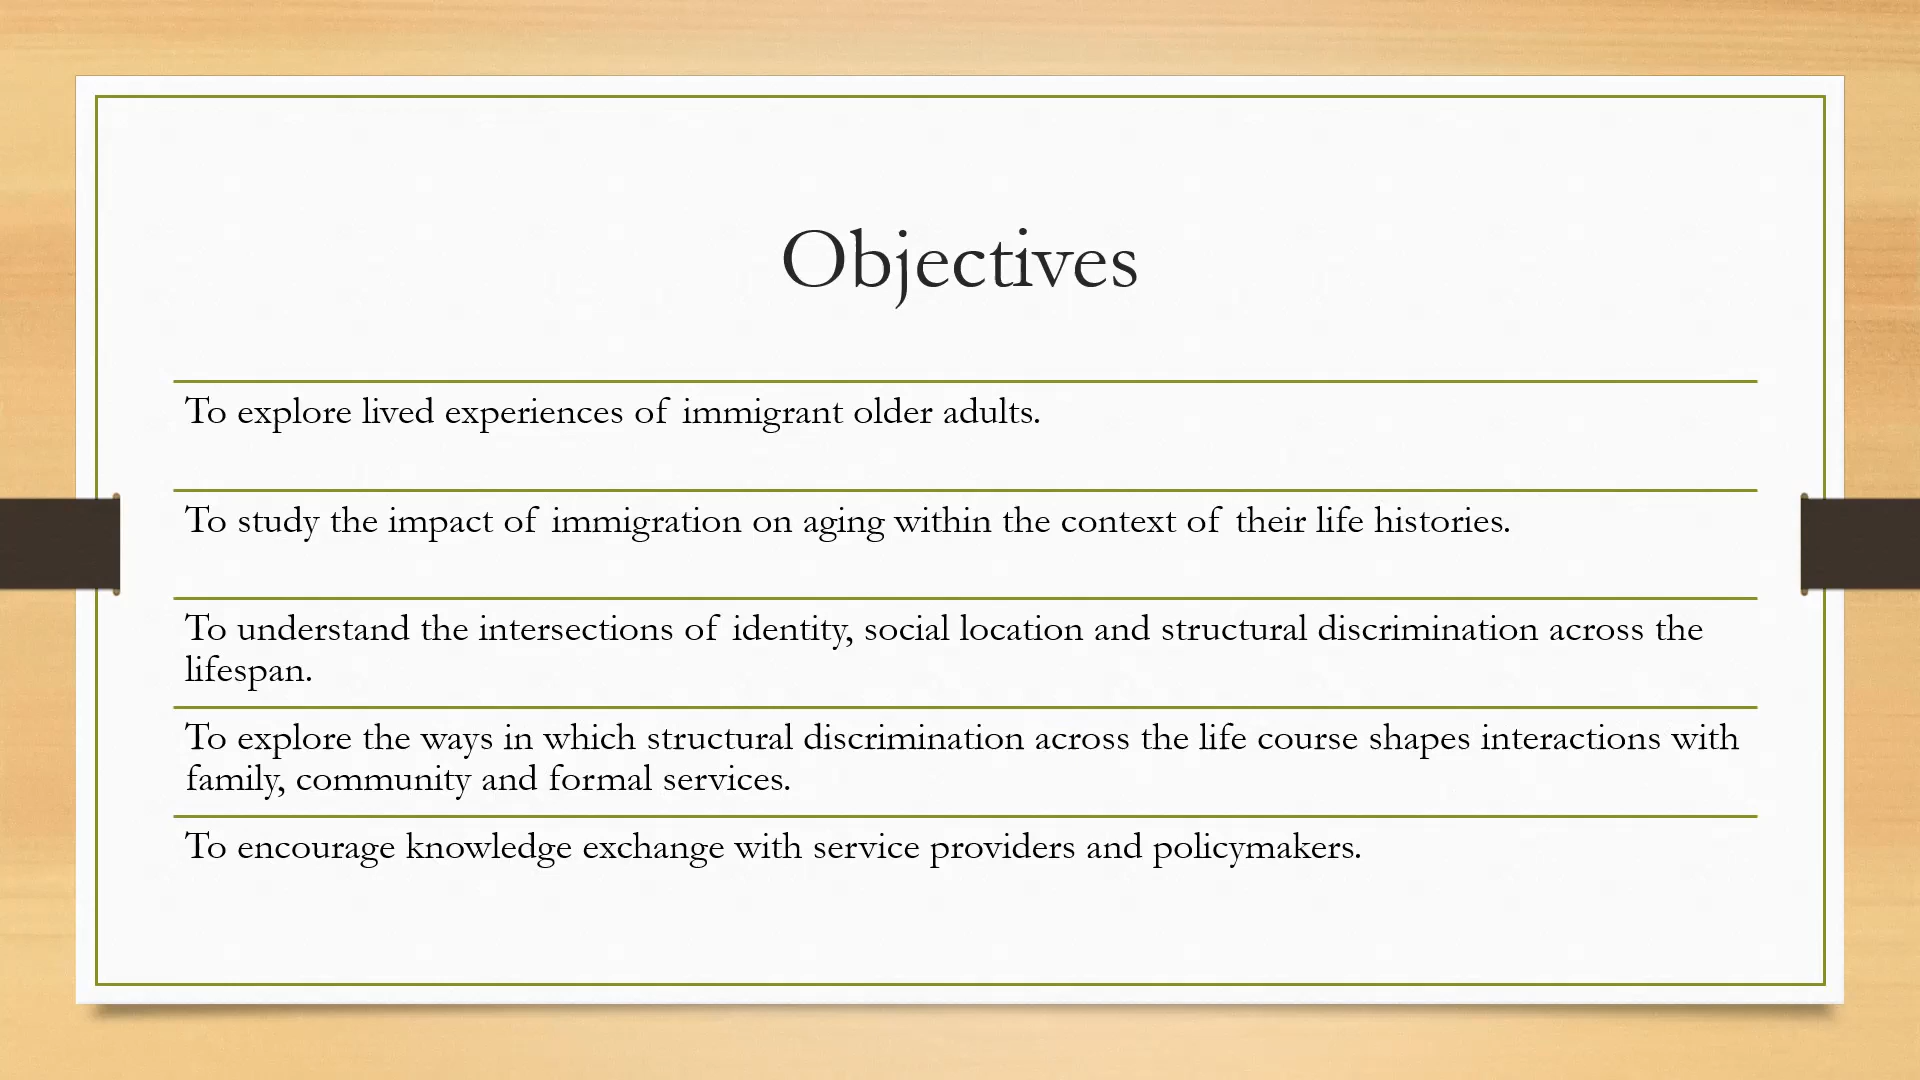 Objectives
To explore lived experiences of immigrant older adults.
To study the impact of immigration on aging within the context of their life histories.
To understand the intersections of identity, social location and structural discrimination across the
lifespan.
To explore the ways in which structural discrimination across the life course shapes interactions with
family, community and formal services.
To encourage knowledge exchange with service providers and policymakers.